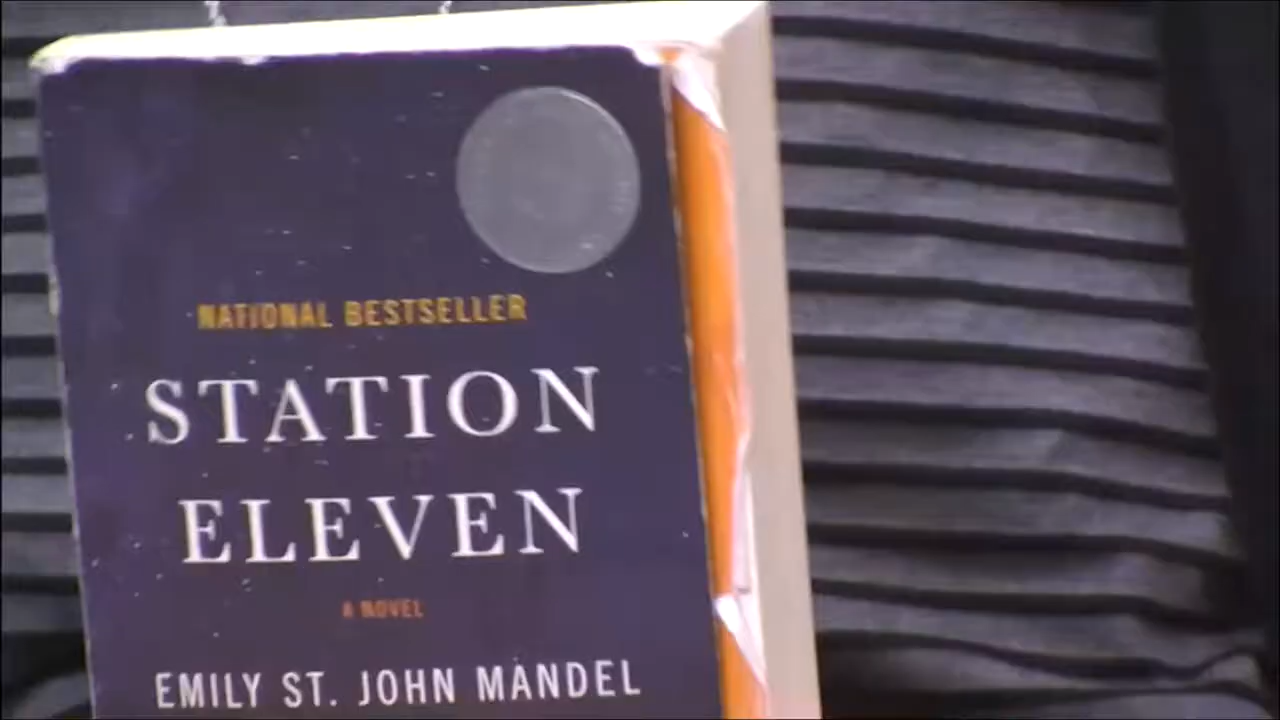 NATIONAL BESTSELLER
STATION
ELEVEN
A NOVEL
EMILY ST. JOHN MANDEL